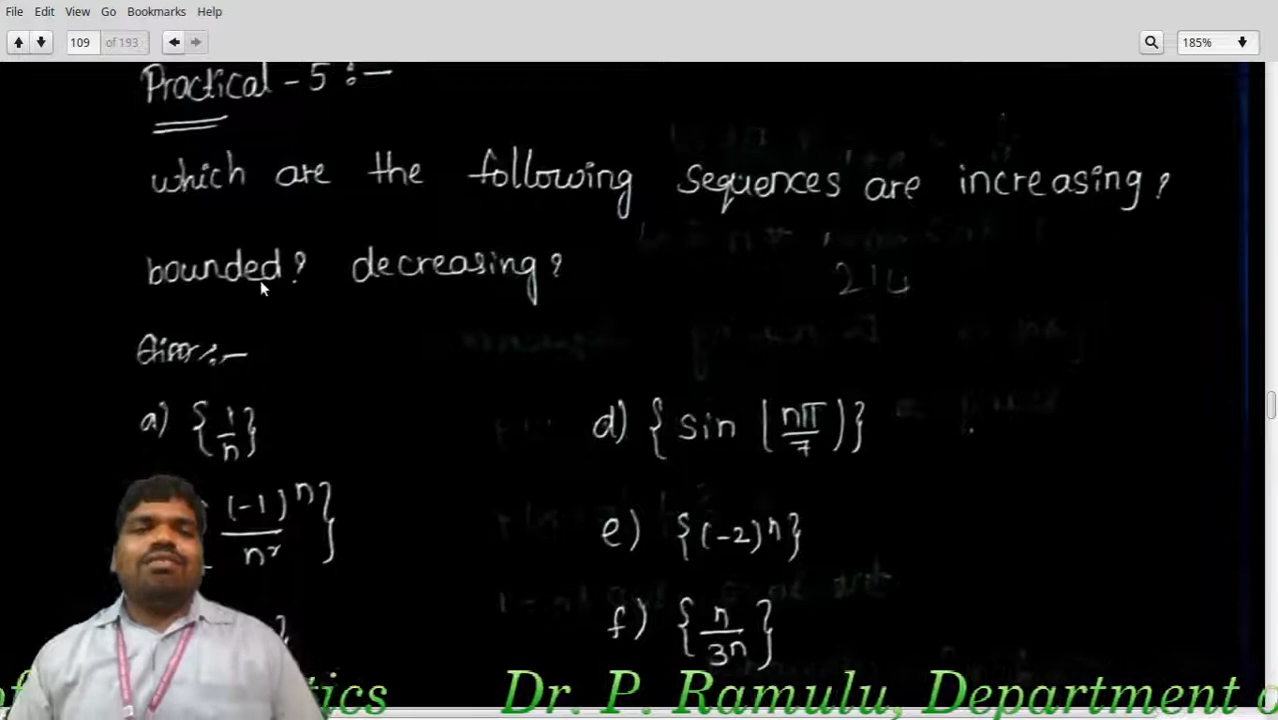 File Edit View Go Bookmarks Help
109 of 193 185%
Practical - 5 :-
which are the following sequences are increasing?
bounded? decreasing?
a) {1/n}
d) {sin (nπ/7)}
(-1)^n / n²}
e) {(-2)^n}
}
f) {n/3^n}
Dr. P. Ramulu, Department